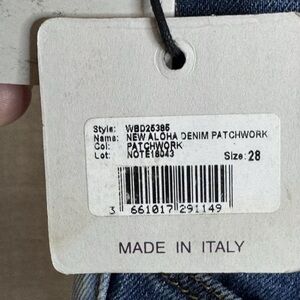 Style: WBD25385
Name: NEW ALOHA DENIM PATCHWORK
Col: PATCHWORK
Lot: NOTE18043
Size: 28
3 661017 291149
MADE IN ITALY